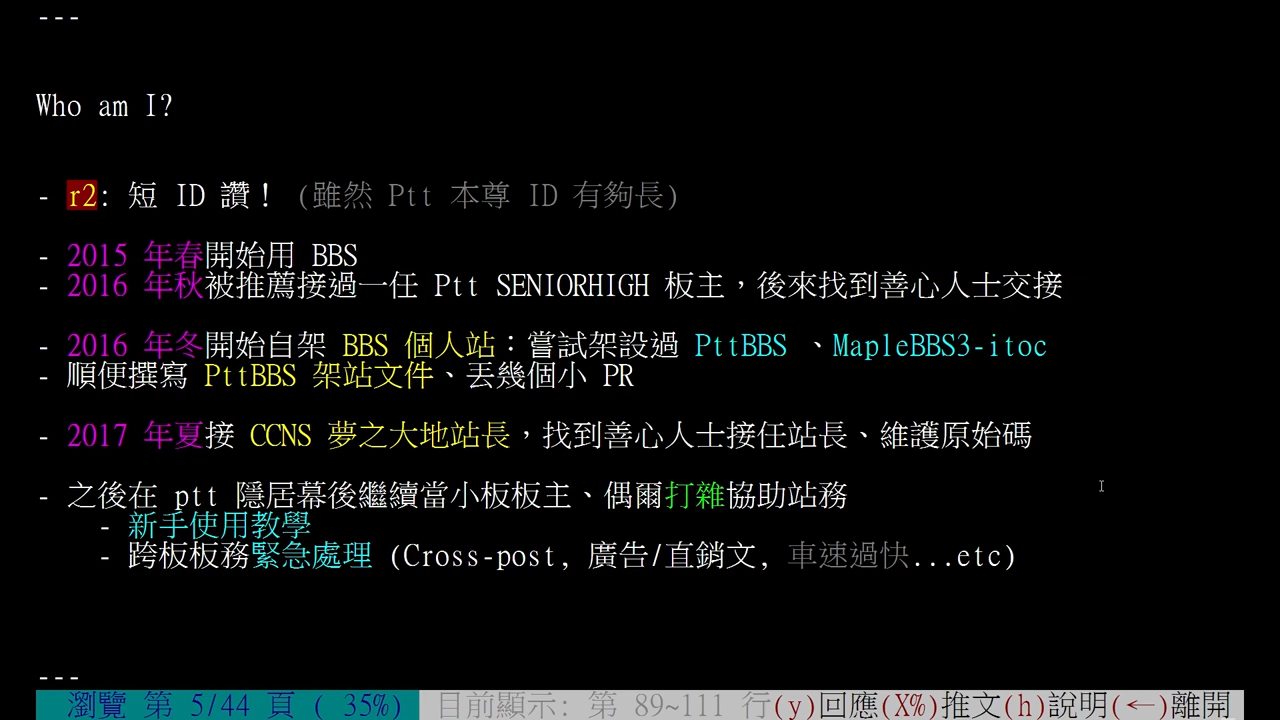 ---
Who am I?
- r2: 短 ID 讚！ (雖然 Ptt 本尊 ID 有夠長)
- 2015 年春開始用 BBS
- 2016 年秋被推薦接過一任 Ptt SENIORHIGH 板主，後來找到善心人士交接
- 2016 年冬開始自架 BBS 個人站：嘗試架設過 PttBBS 、MapleBBS3-itoc
- 順便撰寫 PttBBS 架站文件、丟幾個小 PR
- 2017 年夏接 CCNS 夢之大地站長，找到善心人士接任站長、維護原始碼
- 之後在 ptt 隱居幕後繼續當小板板主、偶爾打雜協助站務
- 新手使用教學
- 跨板板務緊急處理 (Cross-post, 廣告/直銷文, 車速過快...etc)
---
瀏覽 第 5/44 頁 ( 35%) 目前顯示: 第 89~111 行(y)回應(X%)推文(h)說明(←)離開